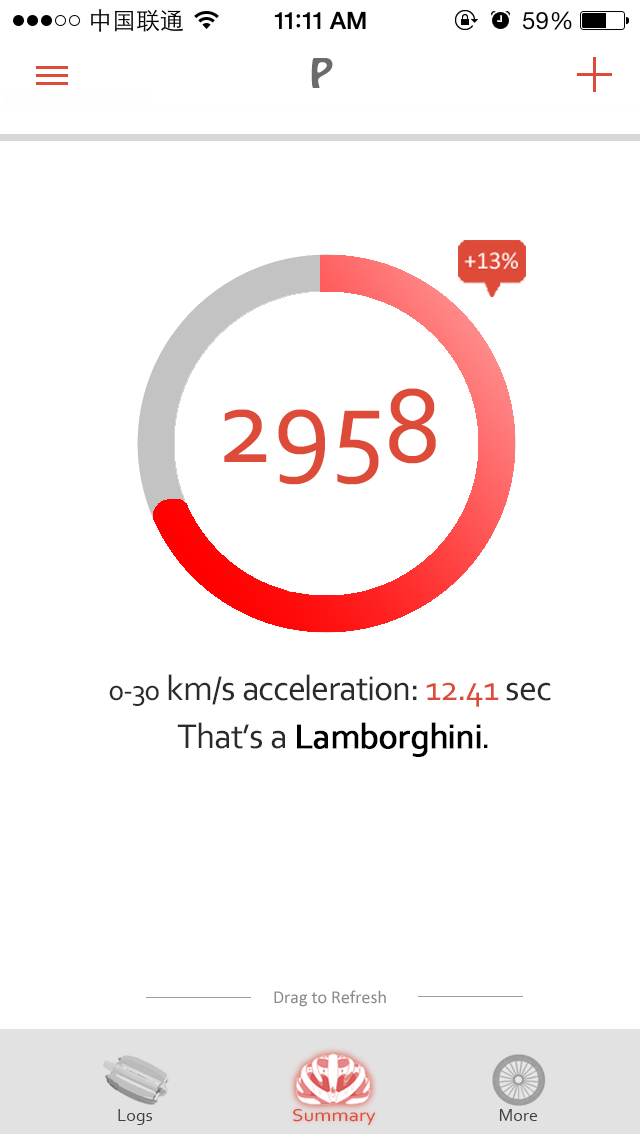 中国联通 11:11 AM 59%
P
+13%
2958
0-30 km/s acceleration: 12.41 sec
That's a Lamborghini.
Drag to Refresh
Logs Summary More